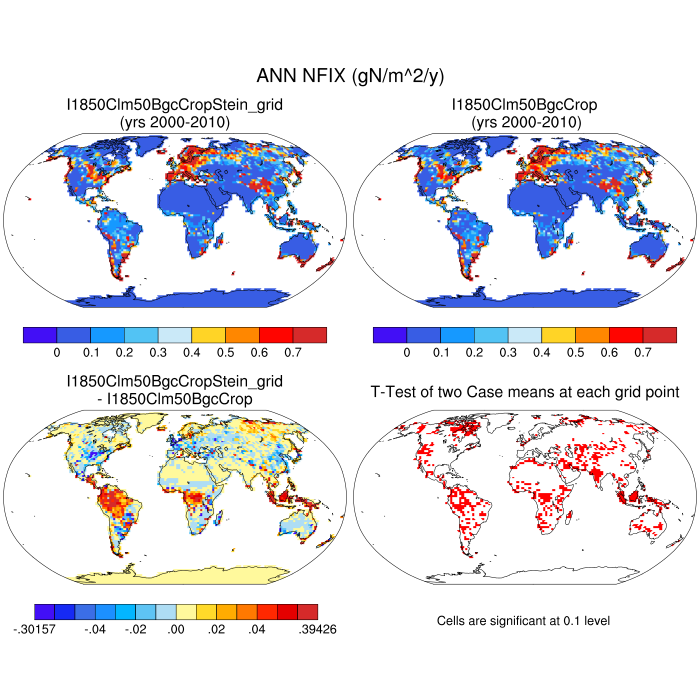 ANN NFIX (gN/m^2/y)
I1850Clm50BgcCropStein_grid
(yrs 2000-2010)
I1850Clm50BgcCrop
(yrs 2000-2010)
0 0.1 0.2 0.3 0.4 0.5 0.6 0.7
0 0.1 0.2 0.3 0.4 0.5 0.6 0.7
I1850Clm50BgcCropStein_grid
- I1850Clm50BgcCrop
T-Test of two Case means at each grid point
-.30157 -.04 -.02 .00 .02 .04 .39426
Cells are significant at 0.1 level